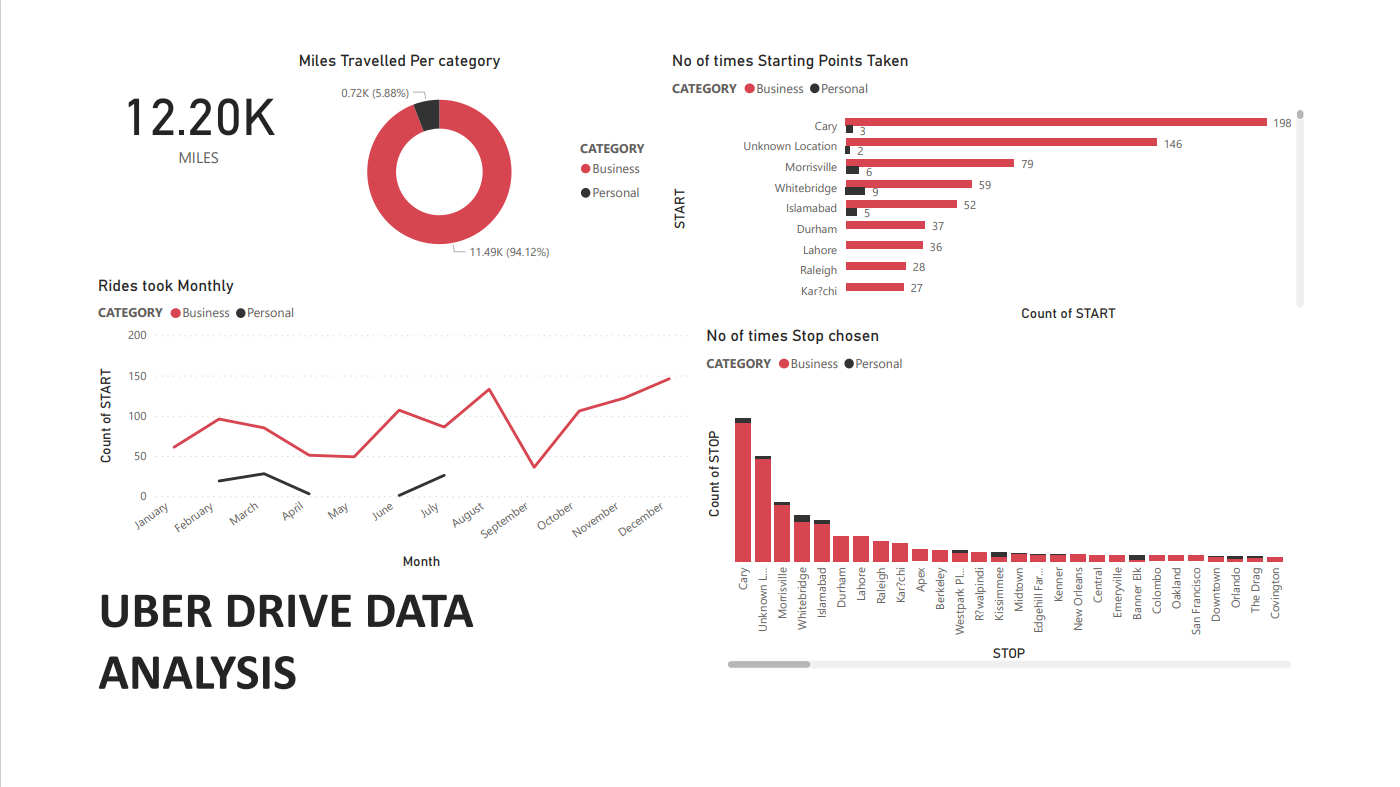 Miles Travelled Per category
12.20K
MILES
0.72K (5.88%)
CATEGORY
Business
Personal
11.49K (94.12%)
No of times Starting Points Taken
CATEGORY Business Personal
START
Cary 198
3
Unknown Location 146
2
Morrisville 79
6
Whitebridge 59
9
Islamabad 52
5
Durham 37
Lahore 36
Raleigh 28
Kar?chi 27
Count of START
Rides took Monthly
CATEGORY Business Personal
Count of START
200
150
100
50
0
January February March April May June July August September October November December
Month
No of times Stop chosen
CATEGORY Business Personal
Count of STOP
Cary
Unknown L...
Morrisville
Whitebridge
Islamabad
Durham
Lahore
Raleigh
Kar?chi
Apex
Berkeley
Westpark Pl...
R?walpindi
Kissimmee
Midtown
Edgehill Far...
Kenner
New Orleans
Central
Emeryville
Banner Elk
Colombo
Oakland
San Francisco
Downtown
Orlando
The Drag
Covington
STOP
UBER DRIVE DATA
ANALYSIS